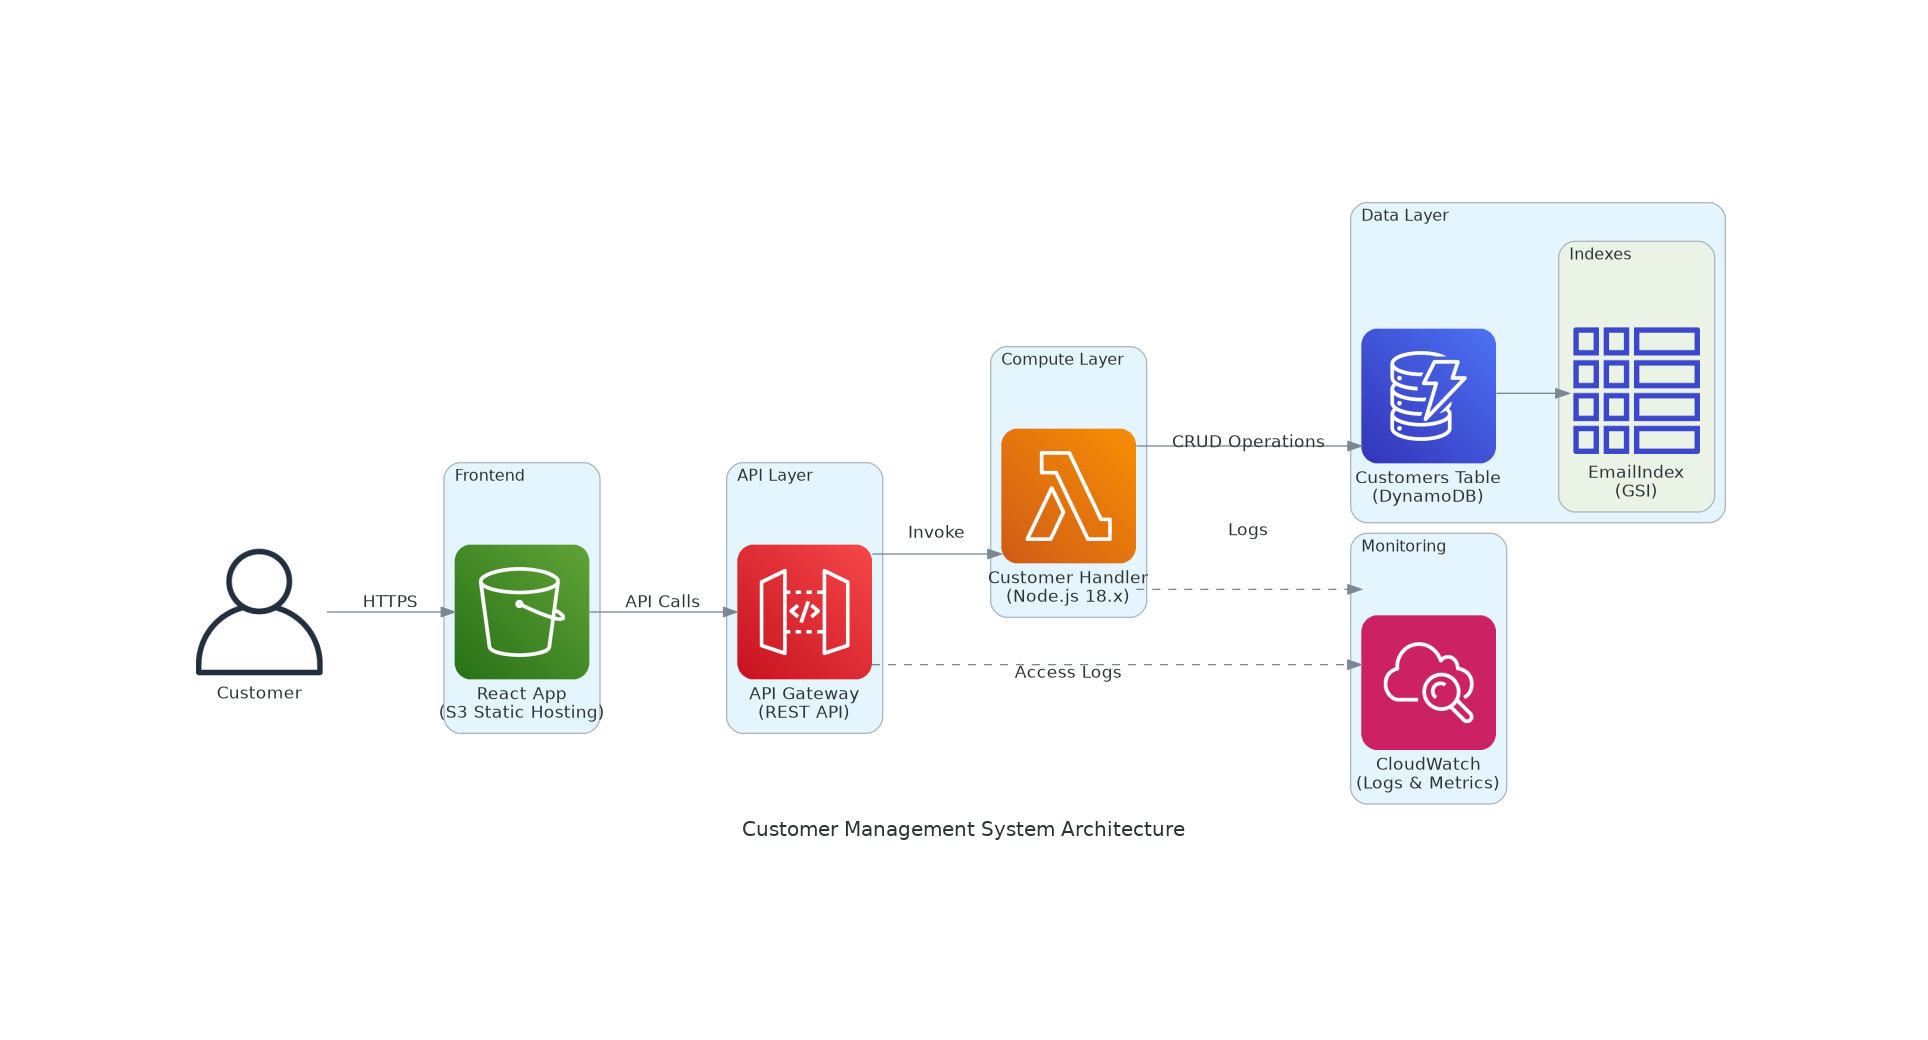 Data Layer
Indexes
Customers Table
(DynamoDB)
EmailIndex
(GSI)
Compute Layer
Customer Handler
(Node.js 18.x)
CRUD Operations
Logs
Frontend
React App
(S3 Static Hosting)
API Layer
API Gateway
(REST API)
Invoke
Monitoring
CloudWatch
(Logs & Metrics)
HTTPS
API Calls
Access Logs
Customer
Customer Management System Architecture